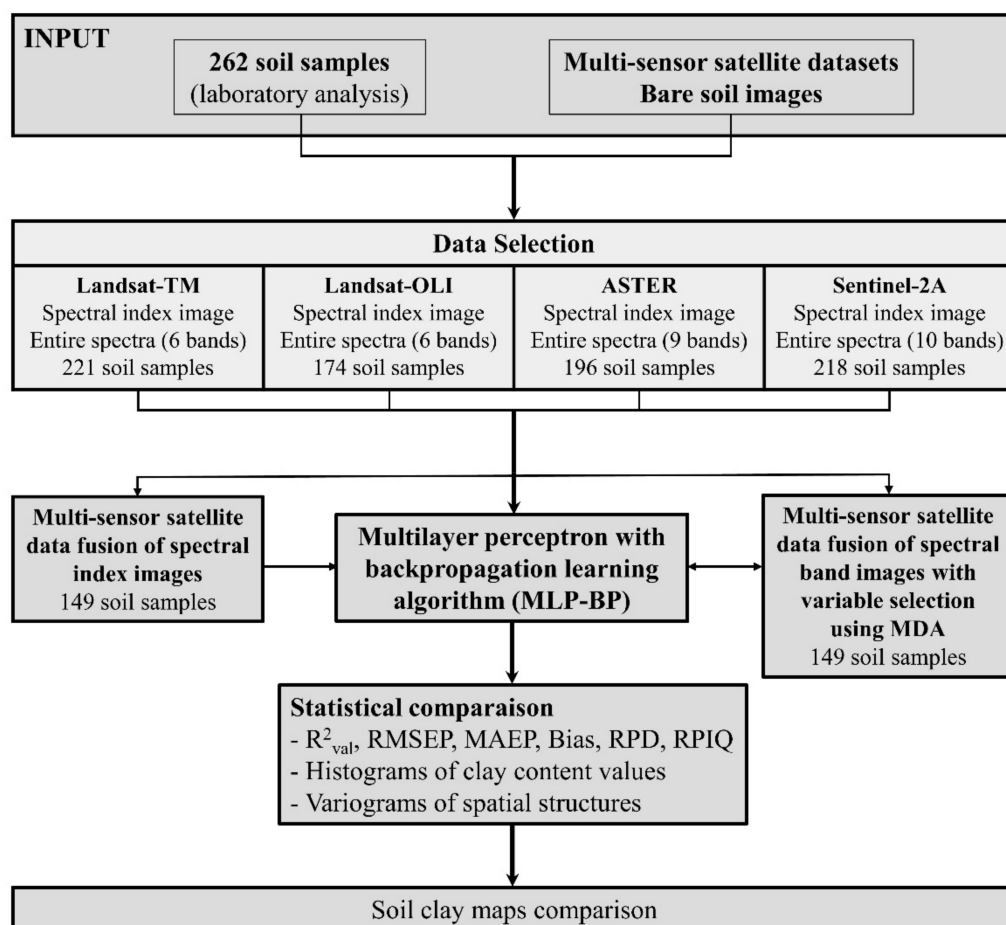 INPUT
262 soil samples
(laboratory analysis)
Multi-sensor satellite datasets
Bare soil images
Data Selection
Landsat-TM
Spectral index image
Entire spectra (6 bands)
221 soil samples
Landsat-OLI
Spectral index image
Entire spectra (6 bands)
174 soil samples
ASTER
Spectral index image
Entire spectra (9 bands)
196 soil samples
Sentinel-2A
Spectral index image
Entire spectra (10 bands)
218 soil samples
Multi-sensor satellite
data fusion of spectral
index images
149 soil samples
Multilayer perceptron with
backpropagation learning
algorithm (MLP-BP)
Multi-sensor satellite
data fusion of spectral
band images with
variable selection
using MDA
149 soil samples
Statistical comparaison
- R²val, RMSEP, MAEP, Bias, RPD, RPIQ
- Histograms of clay content values
- Variograms of spatial structures
Soil clay maps comparison